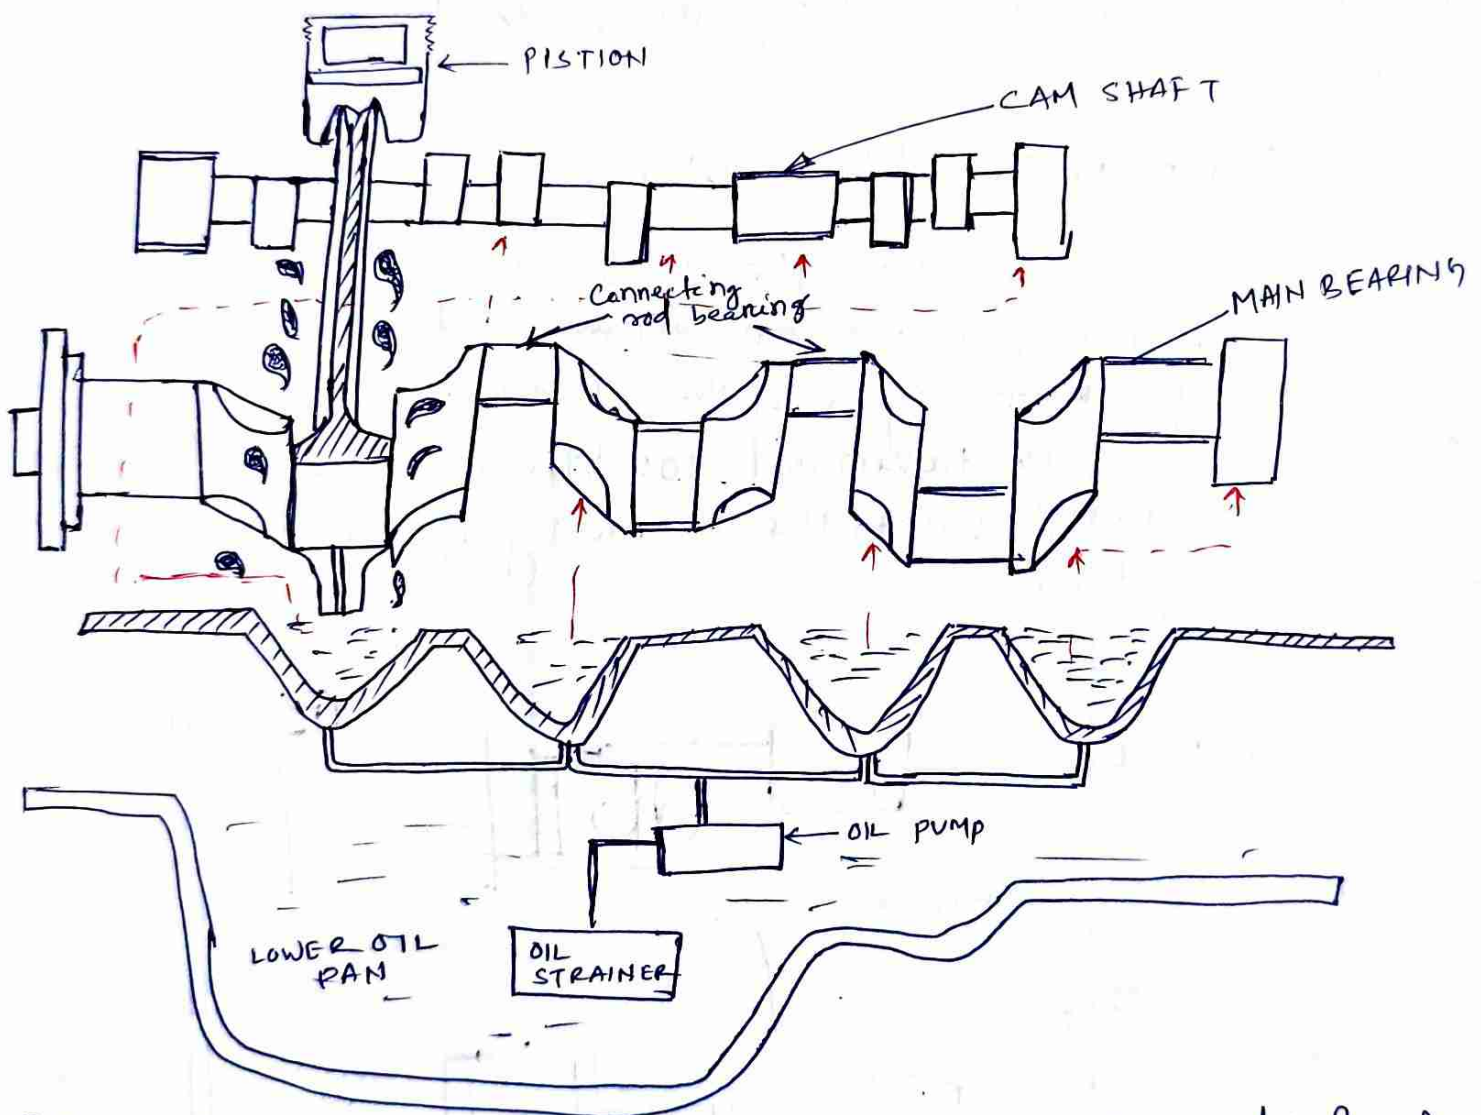 PISTION
CAM SHAFT
MAIN BEARING
Connecting
rod bearing
OIL PUMP
LOWER OIL
PAN
OIL
STRAINER